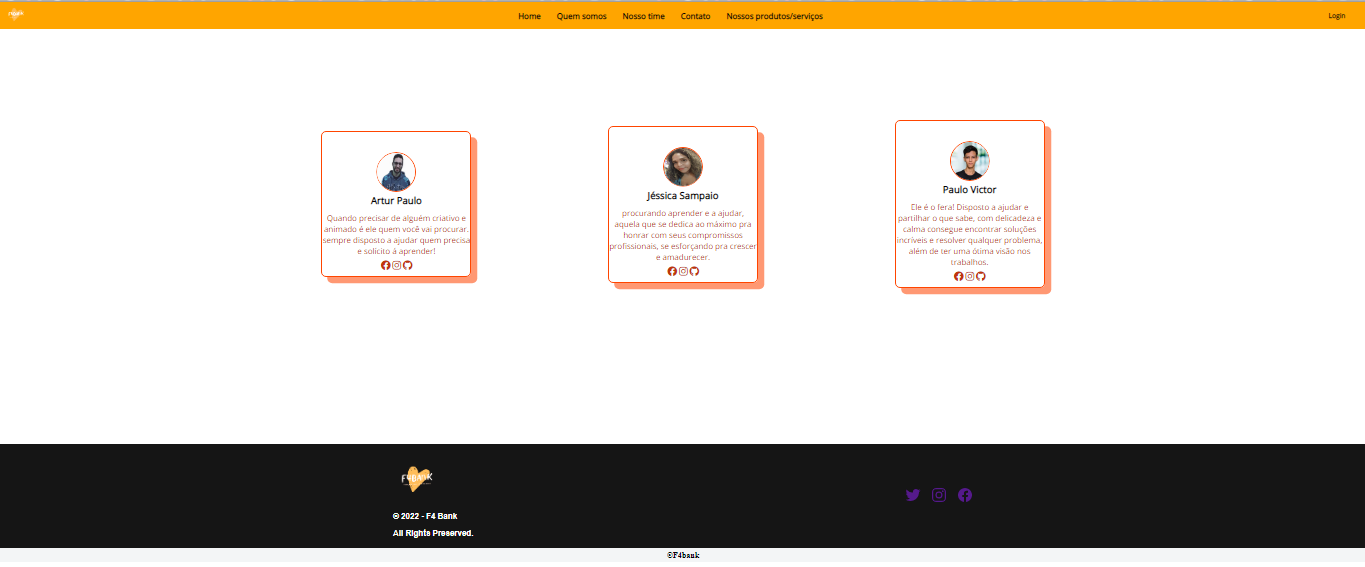 F4BANK
Home Quem somos Nosso time Contato Nossos produtos/serviços Login
Artur Paulo
Quando precisar de alguém criativo e
animado é ele quem você vai procurar.
sempre disposto a ajudar quem precisa
e solícito à aprender!
Jéssica Sampaio
procurando aprender e a ajudar,
aquela que se dedica ao máximo pra
honrar com seus compromissos
profissionais, se esforçando pra crescer
e amadurecer.
Paulo Victor
Ele é o fera! Disposto a ajudar e
partilhar o que sabe, com delicadeza e
calma consegue encontrar soluções
incríveis e resolver qualquer problema,
além de ter uma ótima visão nos
trabalhos.
F4BANK
© 2022 - F4 Bank
All Rights Preserved.
©F4bank